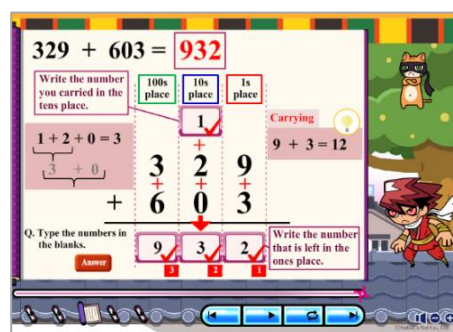 329 + 603 = 932
Write the number
you carried in the
tens place.
100s
place
10s
place
1s
place
1
Carrying
1 + 2 + 0 = 3
3 + 0
9 + 3 = 12
+
3 2 9
+ + +
+ 6 0 3
Q. Type the numbers in
the blanks.
Answer
9 3 2
3 2 1
Write the number
that is left in the
ones place.